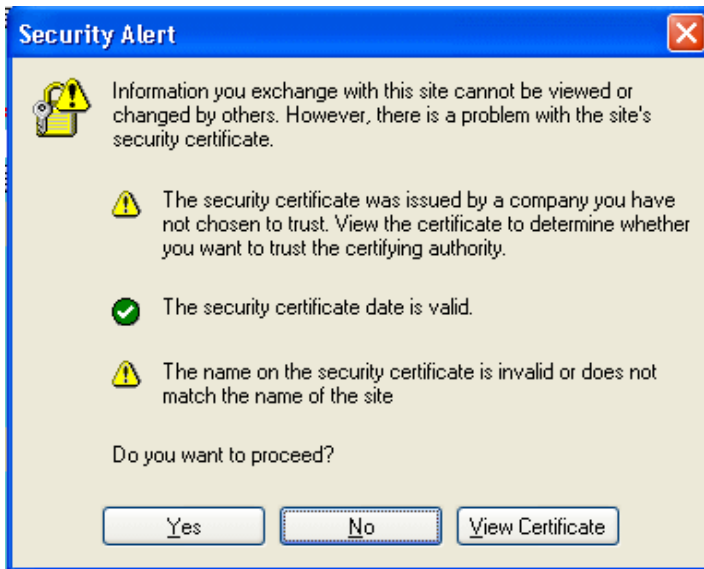 Security Alert
Information you exchange with this site cannot be viewed or
changed by others. However, there is a problem with the site's
security certificate.
The security certificate was issued by a company you have
not chosen to trust. View the certificate to determine whether
you want to trust the certifying authority.
The security certificate date is valid.
The name on the security certificate is invalid or does not
match the name of the site
Do you want to proceed?
Yes No View Certificate